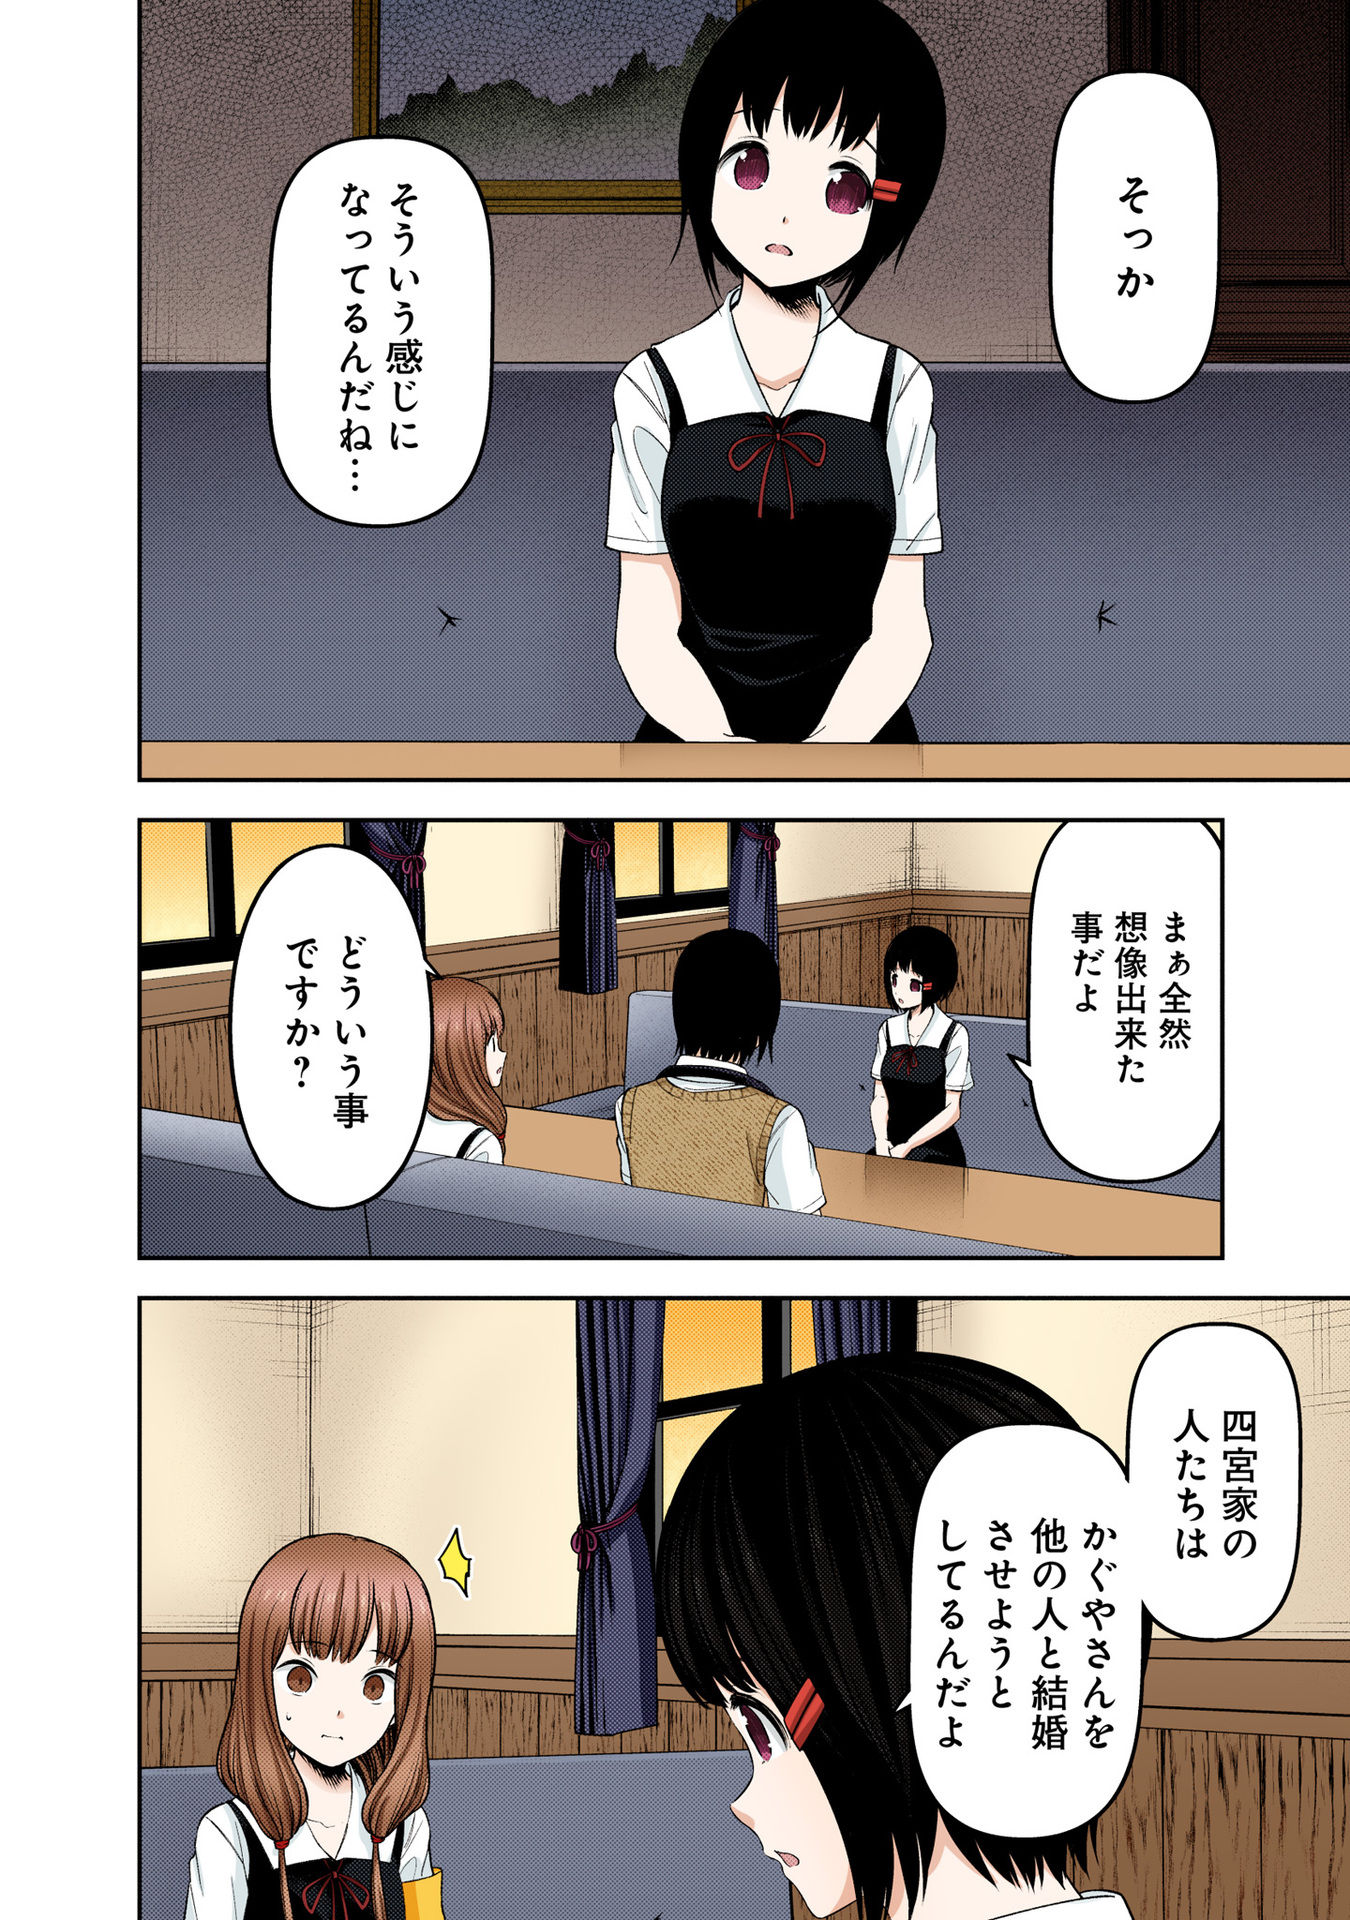 そっか
そういう感じに
なってるんだね…
まぁ全然
想像出来た
事だよ
どういう事
ですか?
四宮家の
人たちは
かぐやさんを
他の人と結婚
させようと
してるんだよ